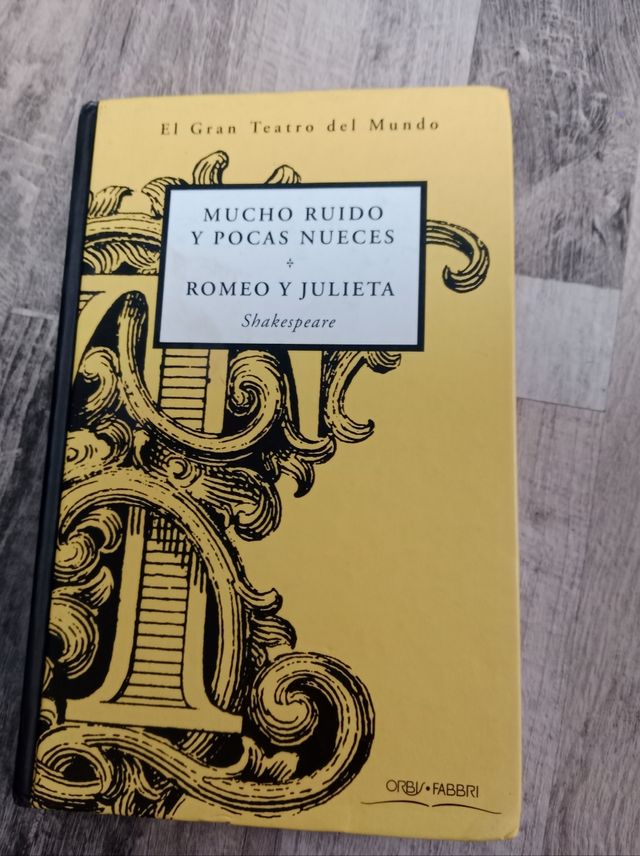 El Gran Teatro del Mundo
MUCHO RUIDO
Y POCAS NUECES
ROMEO Y JULIETA
Shakespeare
ORBIS•FABBRI